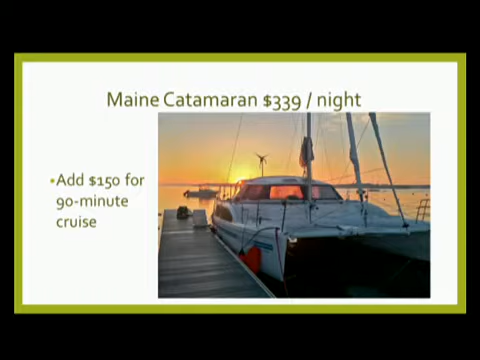 Maine Catamaran $339 / night
•Add $150 for
90-minute
cruise